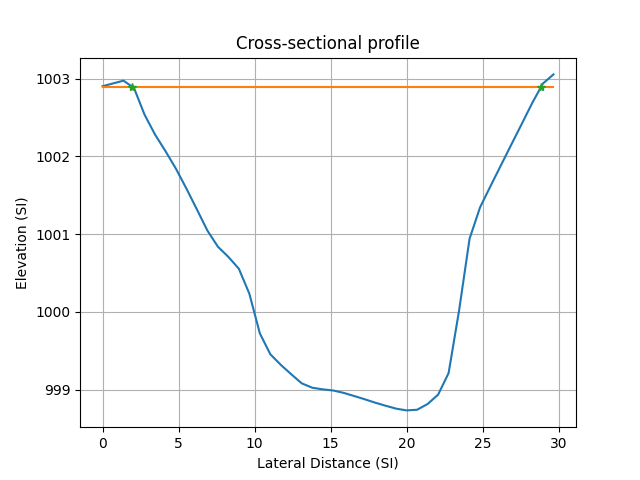 Cross-sectional profile
1003
1002
1001
1000
999
Elevation (SI)
0 5 10 15 20 25 30
Lateral Distance (SI)